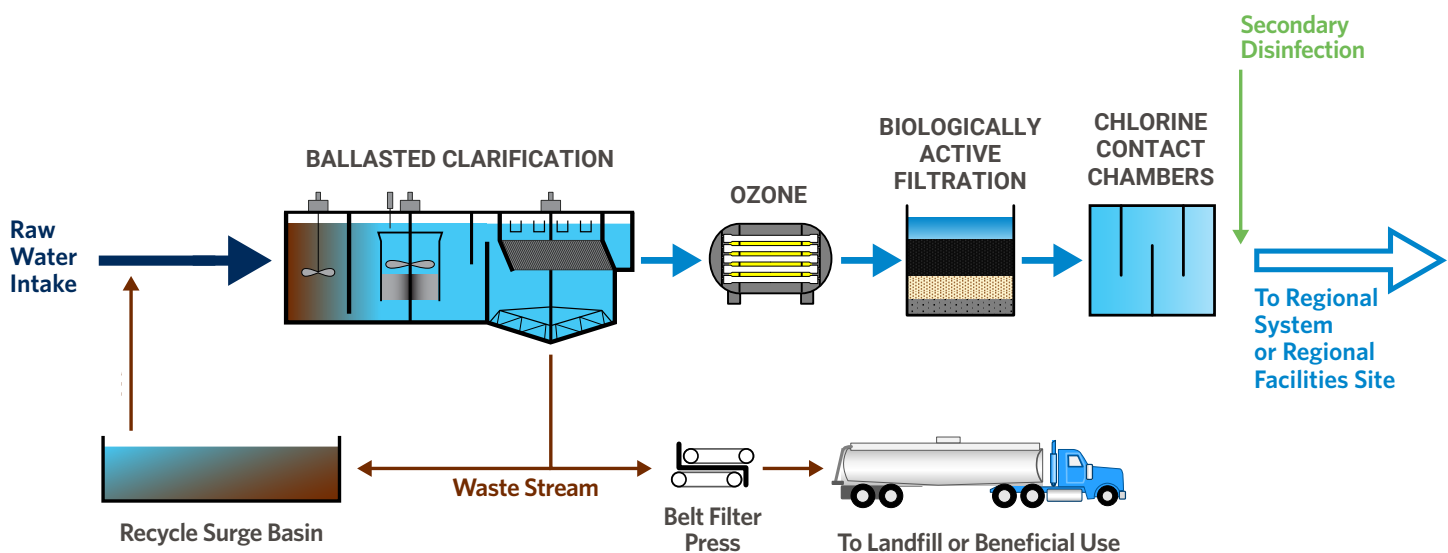 Secondary
Disinfection
BIOLOGICALLY
ACTIVE
FILTRATION
CHLORINE
CONTACT
CHAMBERS
BALLASTED CLARIFICATION
OZONE
Raw
Water
Intake
To Regional
System
or Regional
Facilities Site
Waste Stream
Recycle Surge Basin
Belt Filter
Press
To Landfill or Beneficial Use